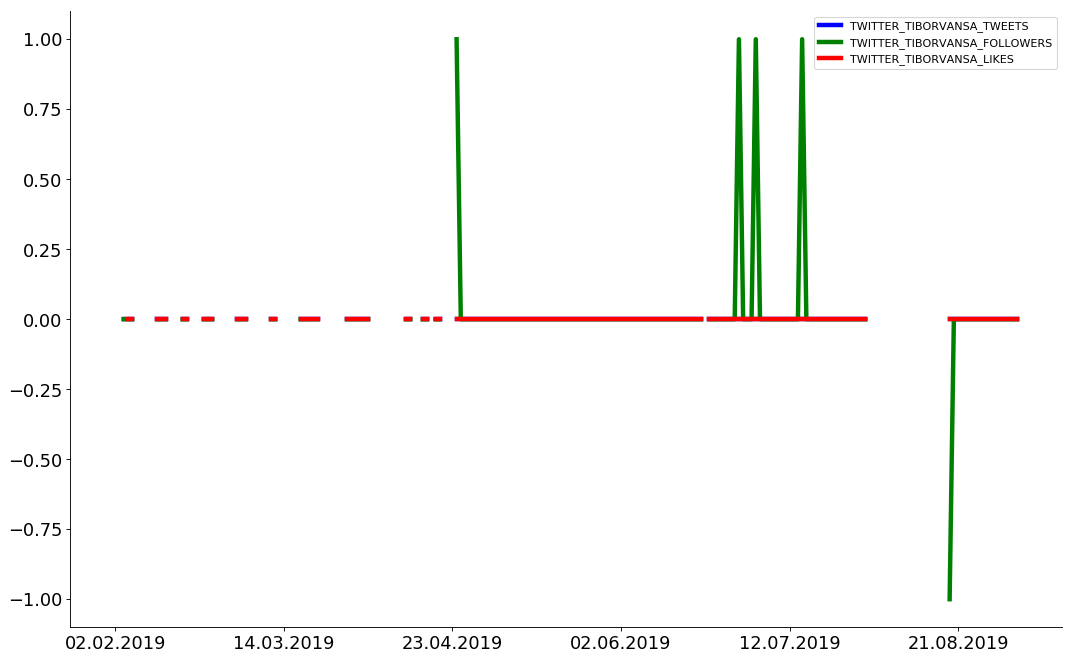 TWITTER_TIBORVANSA_TWEETS
TWITTER_TIBORVANSA_FOLLOWERS
TWITTER_TIBORVANSA_LIKES
1.00
0.75
0.50
0.25
0.00
−0.25
−0.50
−0.75
−1.00
02.02.2019 14.03.2019 23.04.2019 02.06.2019 12.07.2019 21.08.2019